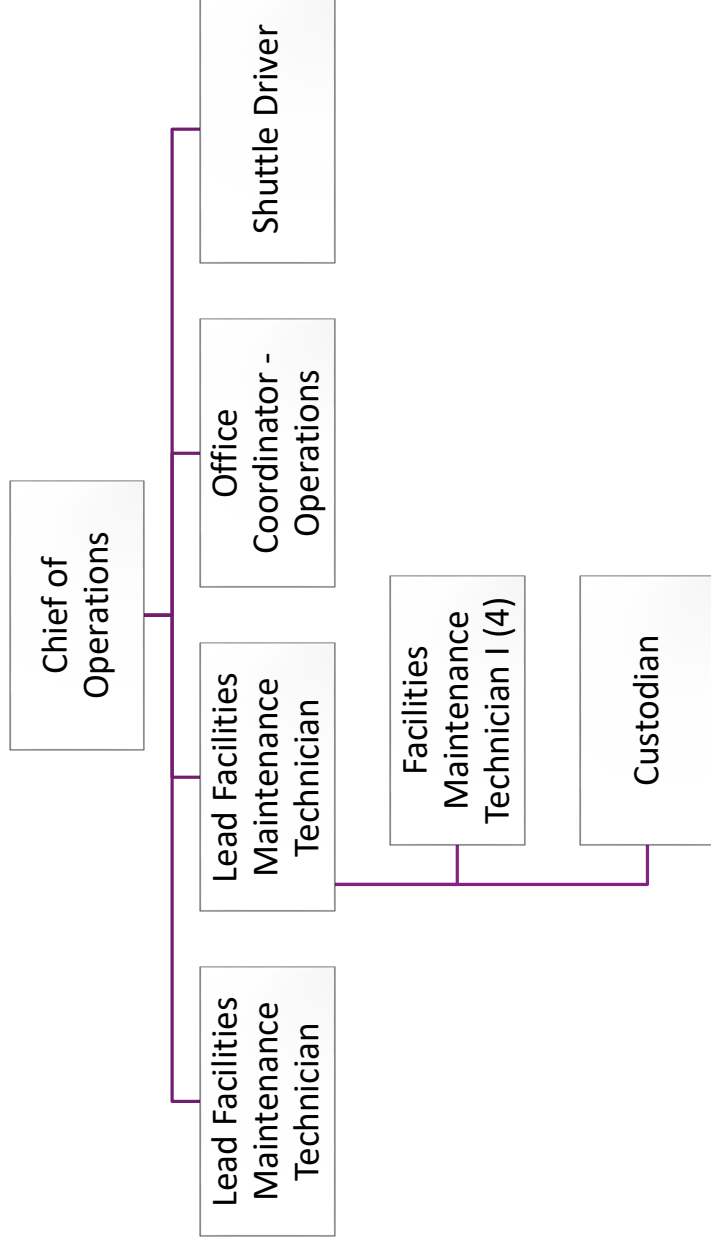 Chief of
Operations
Lead Facilities
Maintenance
Technician
Lead Facilities
Maintenance
Technician
Office
Coordinator -
Operations
Shuttle Driver
Facilities
Maintenance
Technician I (4)
Custodian